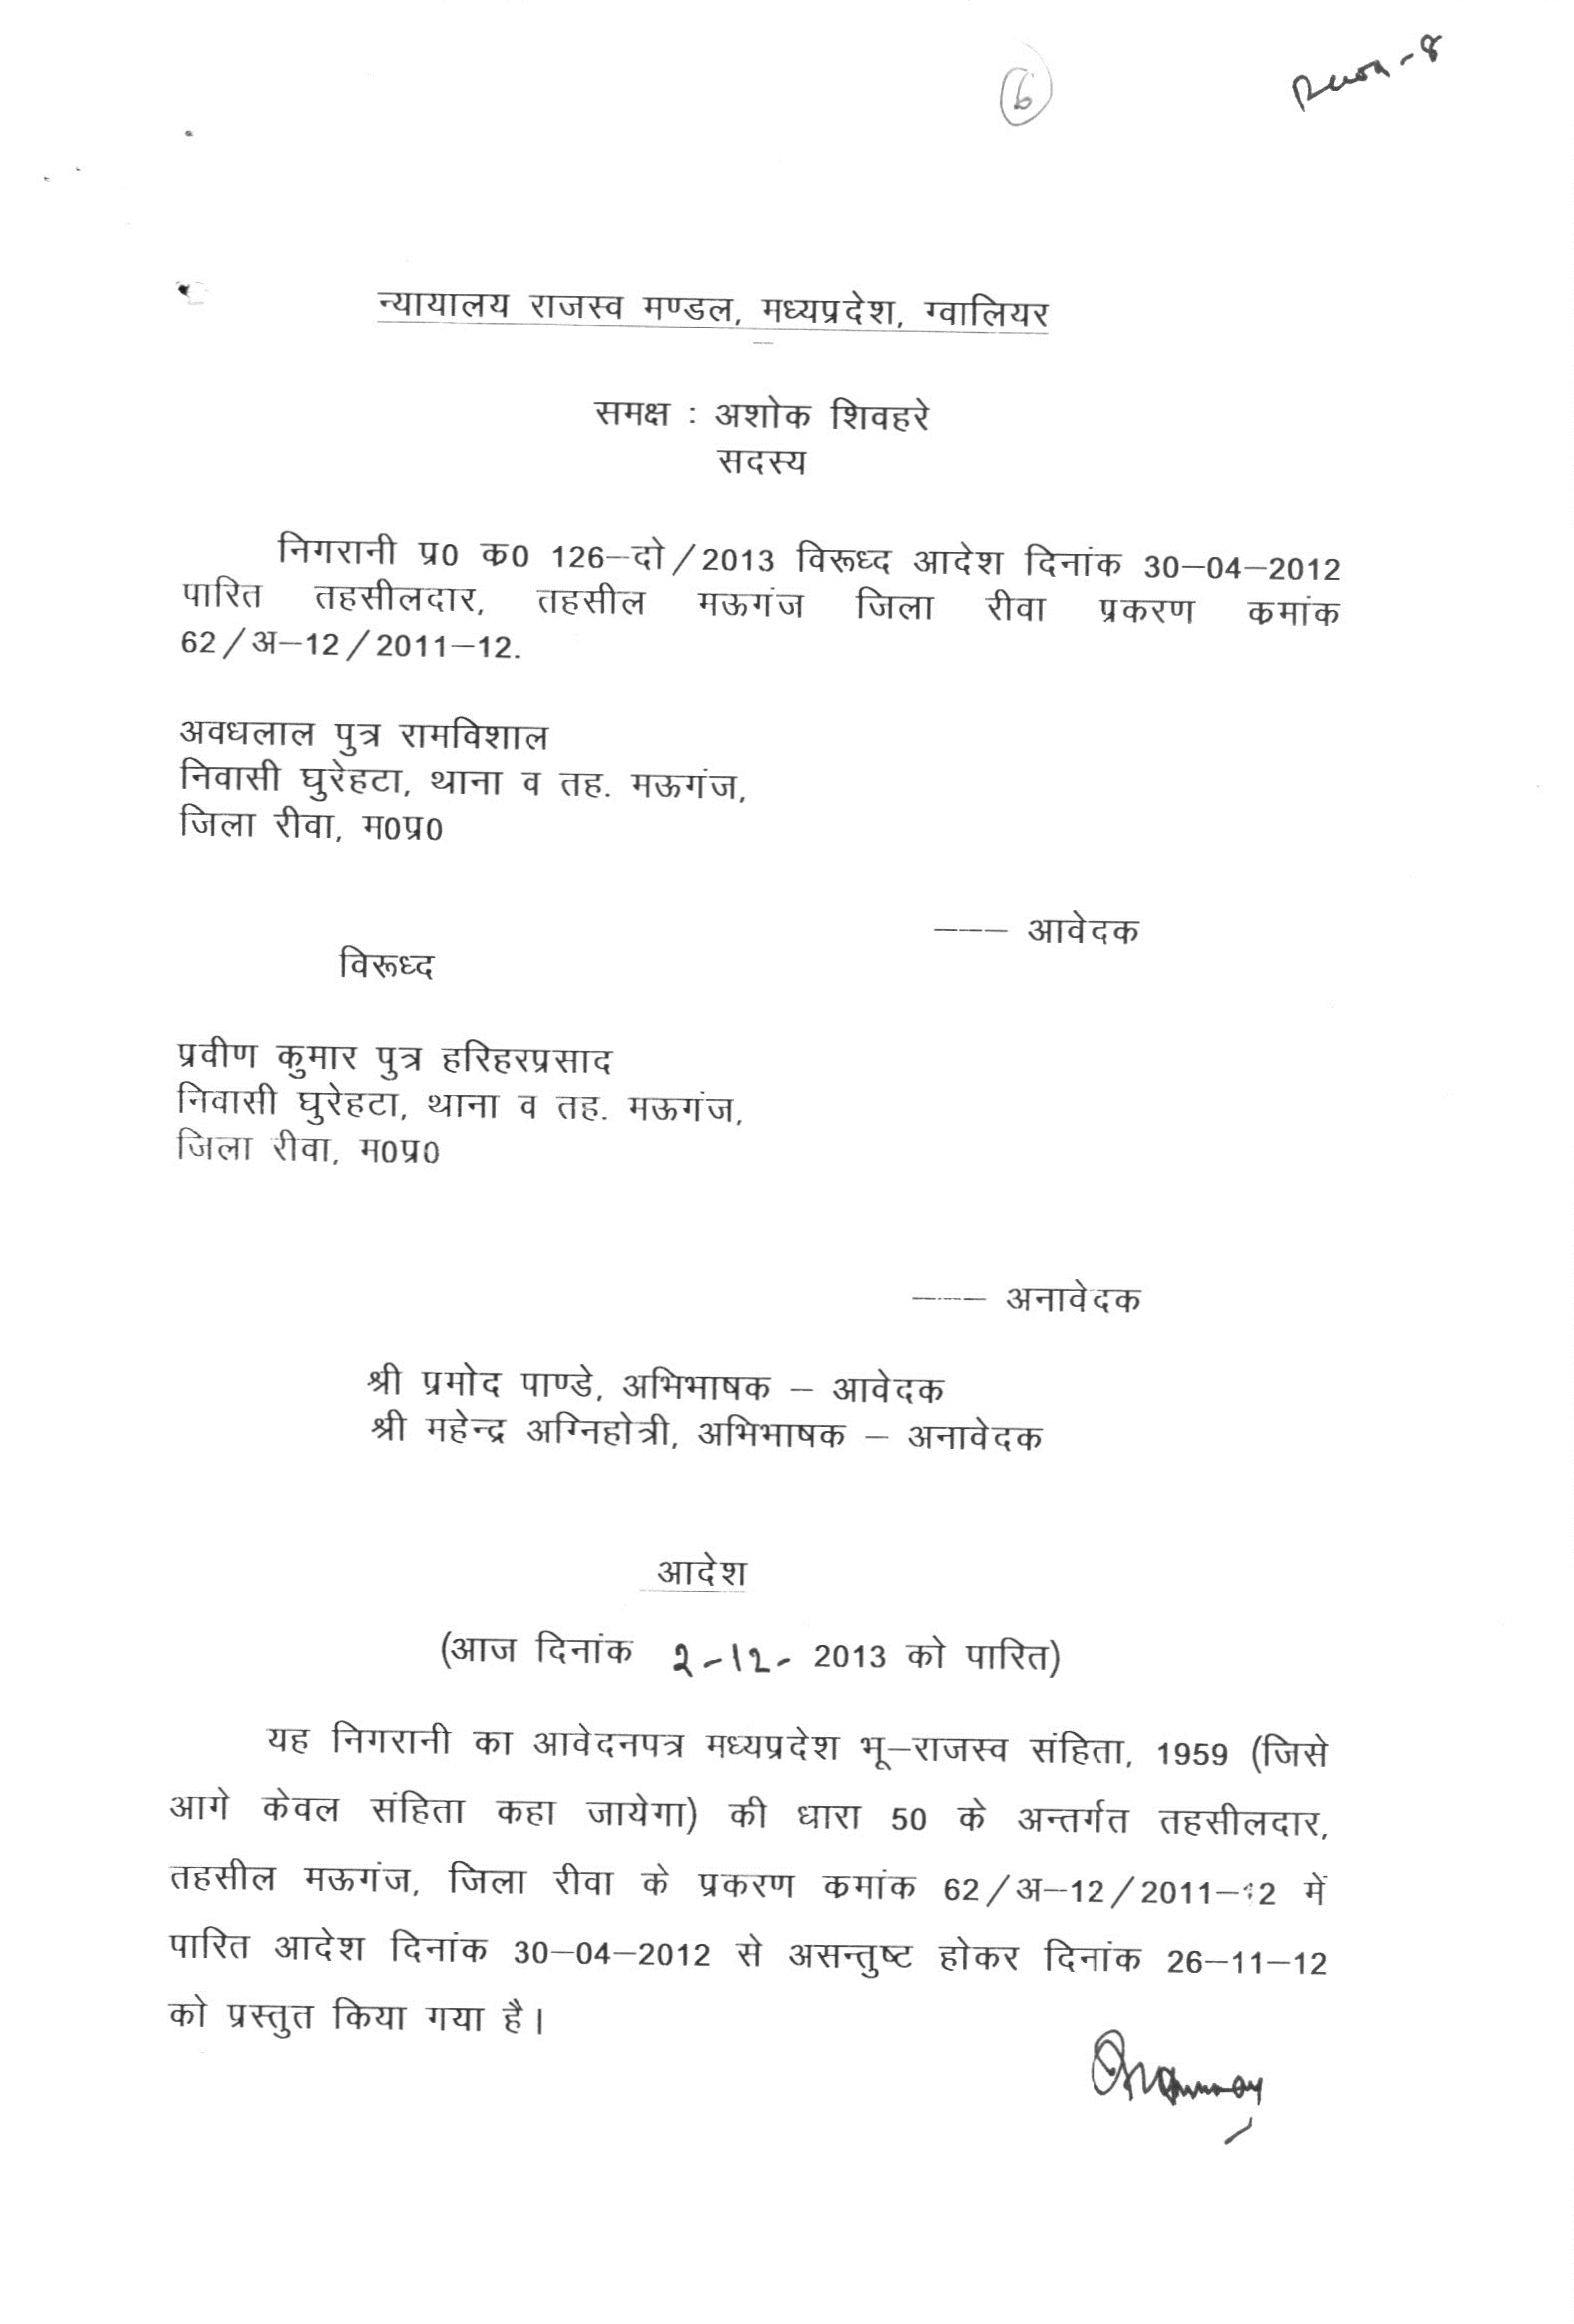 6
Rewa-8
न्यायालय राजस्व मण्डल, मध्यप्रदेश, ग्वालियर
समक्ष : अशोक शिवहरे
सदस्य
निगरानी प्र0 क0 126–दो/2013 विरूध्द आदेश दिनांक 30–04–2012
पारित तहसीलदार, तहसील मऊगंज जिला रीवा प्रकरण कमांक
62/अ–12/2011–12.
अवधलाल पुत्र रामविशाल
निवासी घुरेहटा, थाना व तह. मऊगंज,
जिला रीवा, म0प्र0
––– आवेदक
विरूध्द
प्रवीण कुमार पुत्र हरिहरप्रसाद
निवासी घुरेहटा, थाना व तह. मऊगंज,
जिला रीवा, म0प्र0
––– अनावेदक
श्री प्रमोद पाण्डे, अभिभाषक – आवेदक
श्री महेन्द्र अग्निहोत्री, अभिभाषक – अनावेदक
आदेश
(आज दिनांक 2-12- 2013 को पारित)
यह निगरानी का आवेदनपत्र मध्यप्रदेश भू–राजस्व संहिता, 1959 (जिसे
आगे केवल संहिता कहा जायेगा) की धारा 50 के अन्तर्गत तहसीलदार,
तहसील मऊगंज, जिला रीवा के प्रकरण कमांक 62/अ–12/2011–12 में
पारित आदेश दिनांक 30–04–2012 से असन्तुष्ट होकर दिनांक 26–11–12
को प्रस्तुत किया गया है।